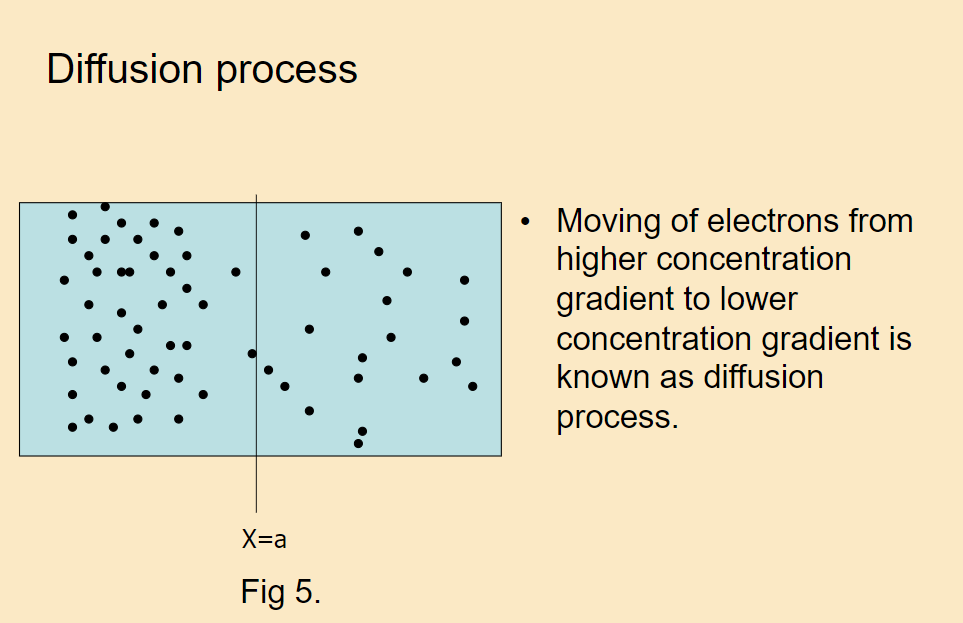 Diffusion process
• Moving of electrons from
higher concentration
gradient to lower
concentration gradient is
known as diffusion
process.
X=a
Fig 5.